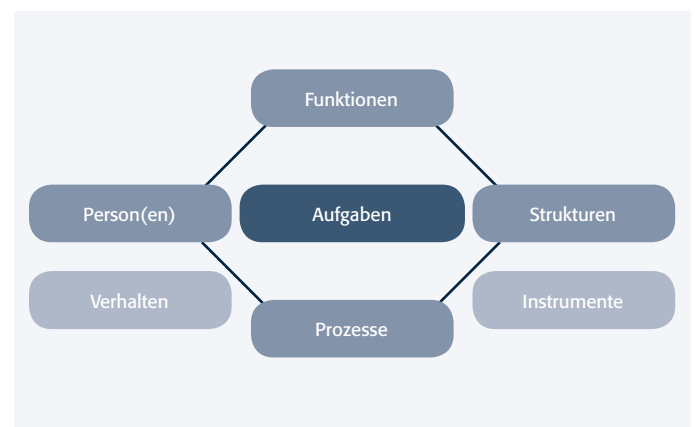 Funktionen
Person(en)
Aufgaben
Strukturen
Verhalten
Instrumente
Prozesse